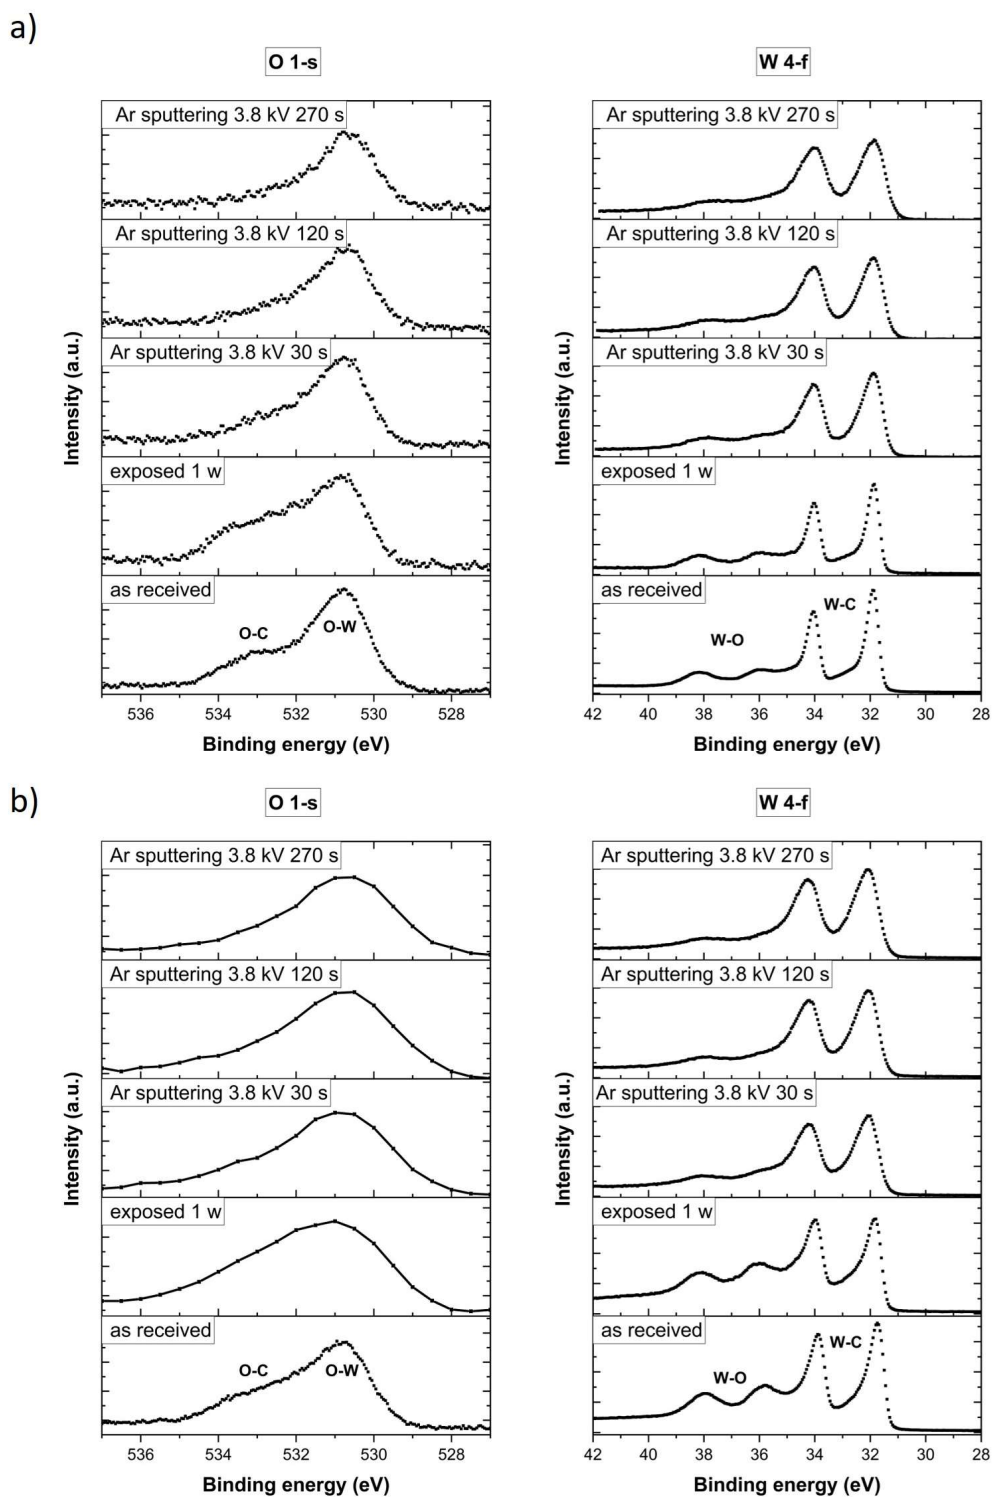 a)
O 1-s
W 4-f
Ar sputtering 3.8 kV 270 s
Ar sputtering 3.8 kV 270 s
Ar sputtering 3.8 kV 120 s
Ar sputtering 3.8 kV 120 s
Ar sputtering 3.8 kV 30 s
Ar sputtering 3.8 kV 30 s
Intensity (a.u.)
Intensity (a.u.)
exposed 1 w
exposed 1 w
as received
as received
O-C
O-W
W-O
W-C
536 534 532 530 528
42 40 38 36 34 32 30 28
Binding energy (eV)
Binding energy (eV)
b)
O 1-s
W 4-f
Ar sputtering 3.8 kV 270 s
Ar sputtering 3.8 kV 270 s
Ar sputtering 3.8 kV 120 s
Ar sputtering 3.8 kV 120 s
Ar sputtering 3.8 kV 30 s
Ar sputtering 3.8 kV 30 s
Intensity (a.u.)
Intensity (a.u.)
exposed 1 w
exposed 1 w
as received
as received
O-C
O-W
W-O
W-C
536 534 532 530 528
42 40 38 36 34 32 30 28
Binding energy (eV)
Binding energy (eV)